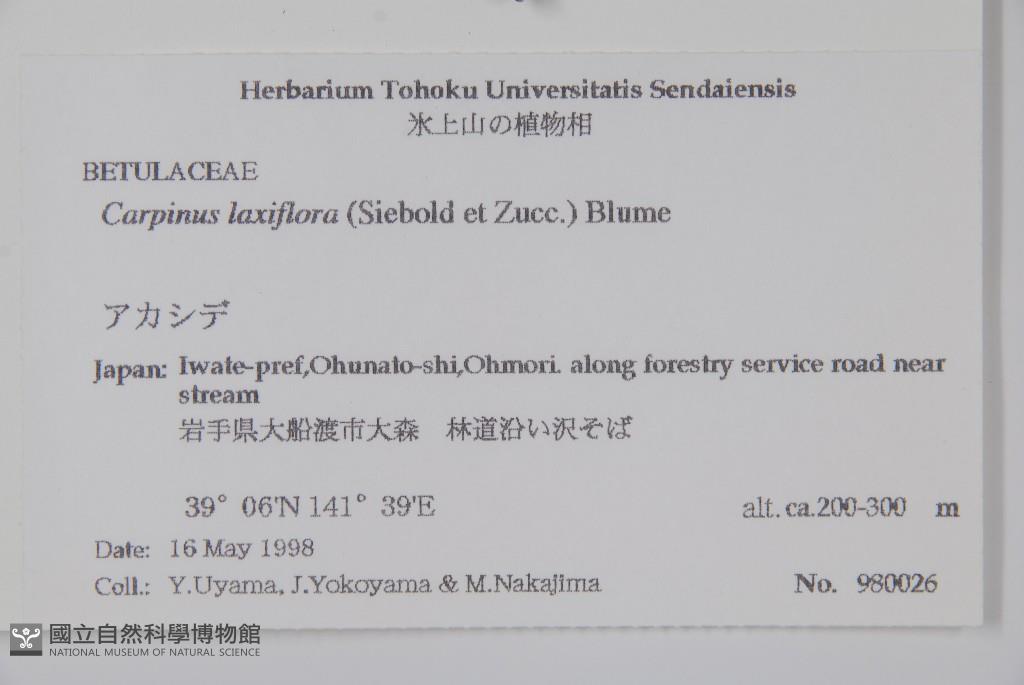 Herbarium Tohoku Universitatis Sendaiensis
氷上山の植物相
BETULACEAE
Carpinus laxiflora (Siebold et Zucc.) Blume
アカシデ
Japan: Iwate-pref,Ohunato-shi,Ohmori. along forestry service road near
stream
岩手県大船渡市大森　林道沿い沢そば
39° 06'N 141° 39'E alt. ca.200-300 m
Date: 16 May 1998
Coll.: Y.Uyama, J.Yokoyama & M.Nakajima No. 980026
國立自然科學博物館
NATIONAL MUSEUM OF NATURAL SCIENCE